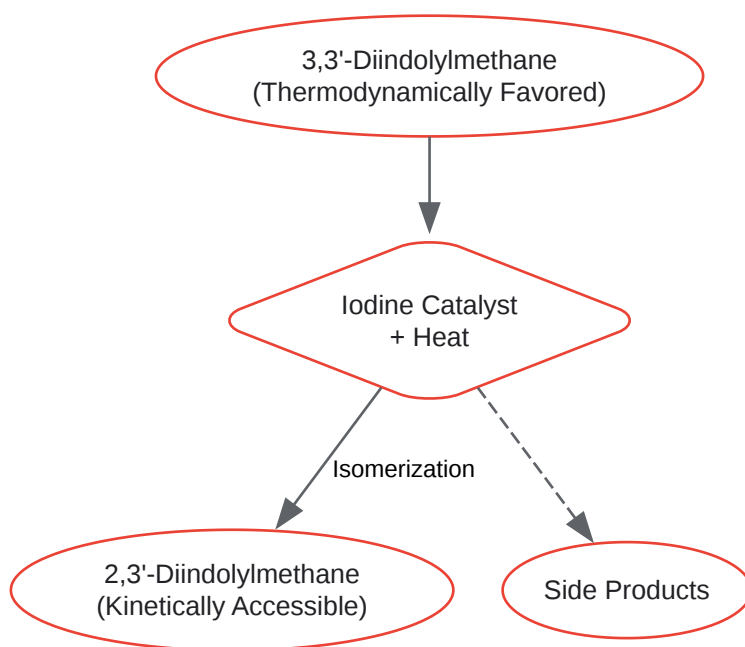 3,3'-Diindolylmethane
(Thermodynamically Favored)
Iodine Catalyst
+ Heat
Isomerization
2,3'-Diindolylmethane
(Kinetically Accessible)
Side Products